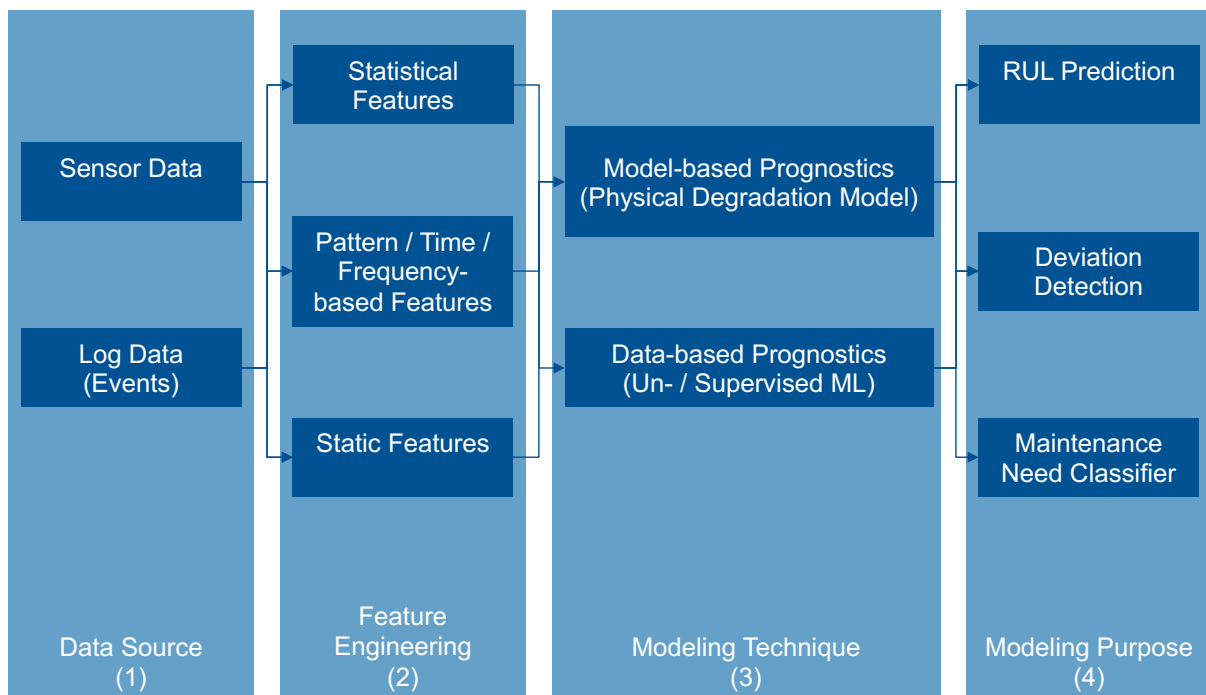 Sensor Data
Log Data
(Events)
Data Source
(1)
Statistical
Features
Pattern / Time /
Frequency-
based Features
Static Features
Feature
Engineering
(2)
Model-based Prognostics
(Physical Degradation Model)
Data-based Prognostics
(Un- / Supervised ML)
Modeling Technique
(3)
RUL Prediction
Deviation
Detection
Maintenance
Need Classifier
Modeling Purpose
(4)